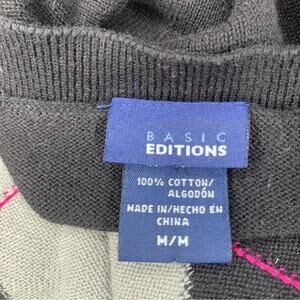 BASIC
EDITIONS
100% COTTON/
ALGODÓN
MADE IN/HECHO EN
CHINA
M/M